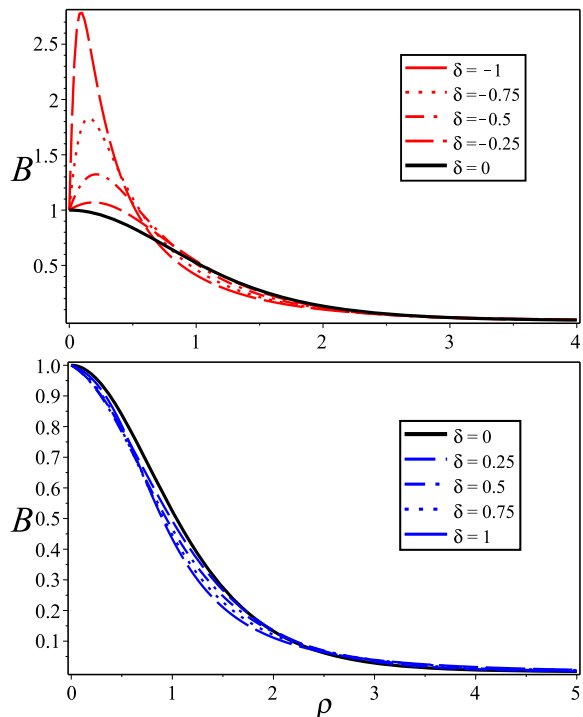 2.5
2
1.5
B
1
0.5
0 1 2 3 4
δ = −1
δ = −0.75
δ = −0.5
δ = −0.25
δ = 0
1.0
0.9
0.8
0.7
0.6
B
0.5
0.4
0.3
0.2
0.1
0 1 2 3 4 5
ρ
δ = 0
δ = 0.25
δ = 0.5
δ = 0.75
δ = 1